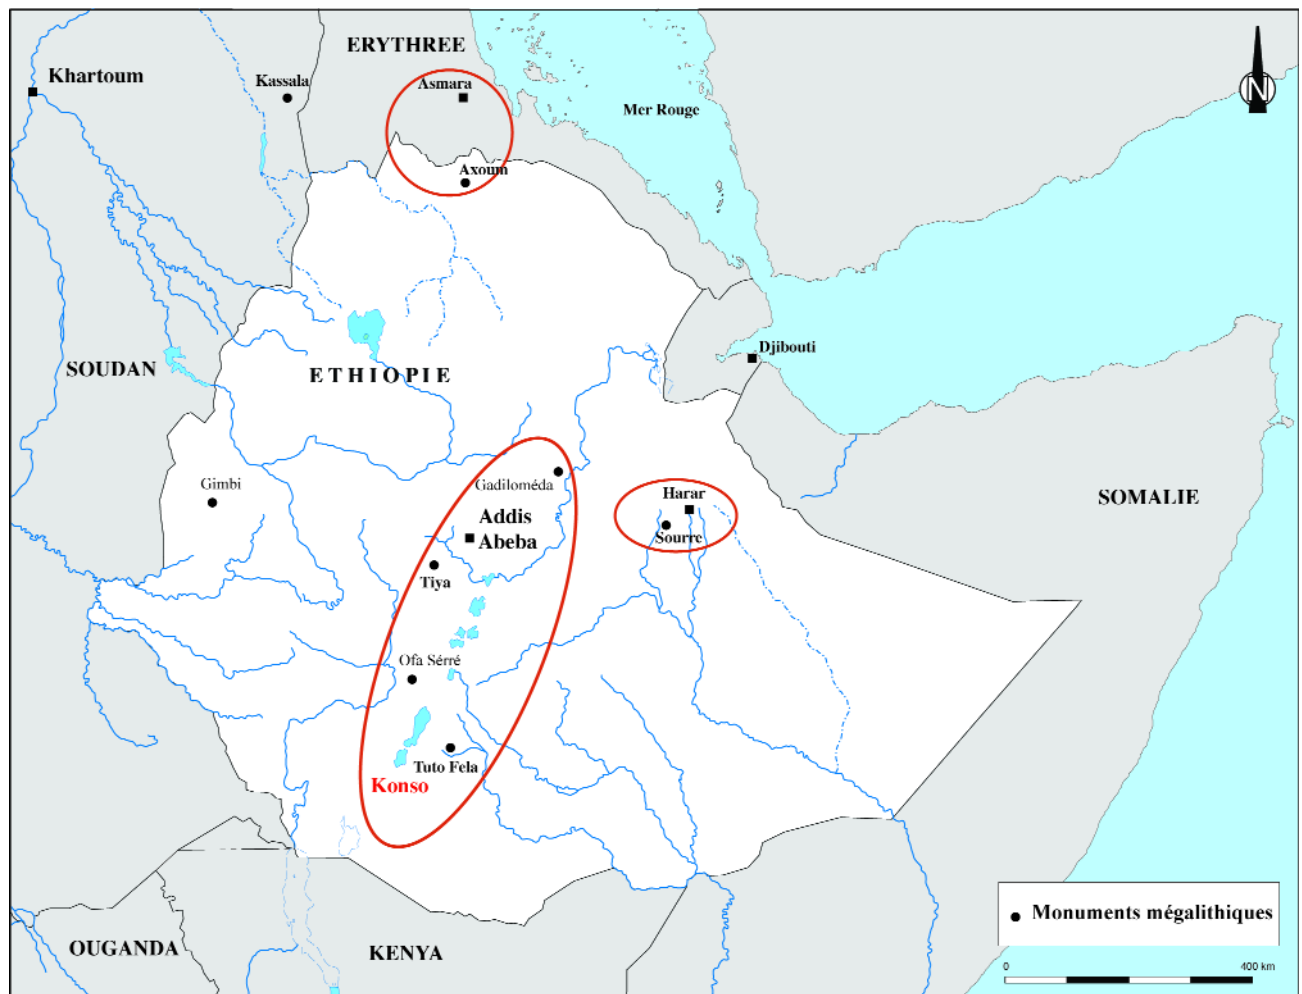 ERYTHREE
Khartoum
Kassala
Asmara
Mer Rouge
N
Axoum
Djibouti
SOUDAN
E T H I O P I E
Gimbi
Gadiloméda
Harar
SOMALIE
Addis
Abeba
Sourre
Tiya
Ofa Sérré
Tuto Fela
Konso
Monuments mégalithiques
OUGANDA
KENYA
0
400 km